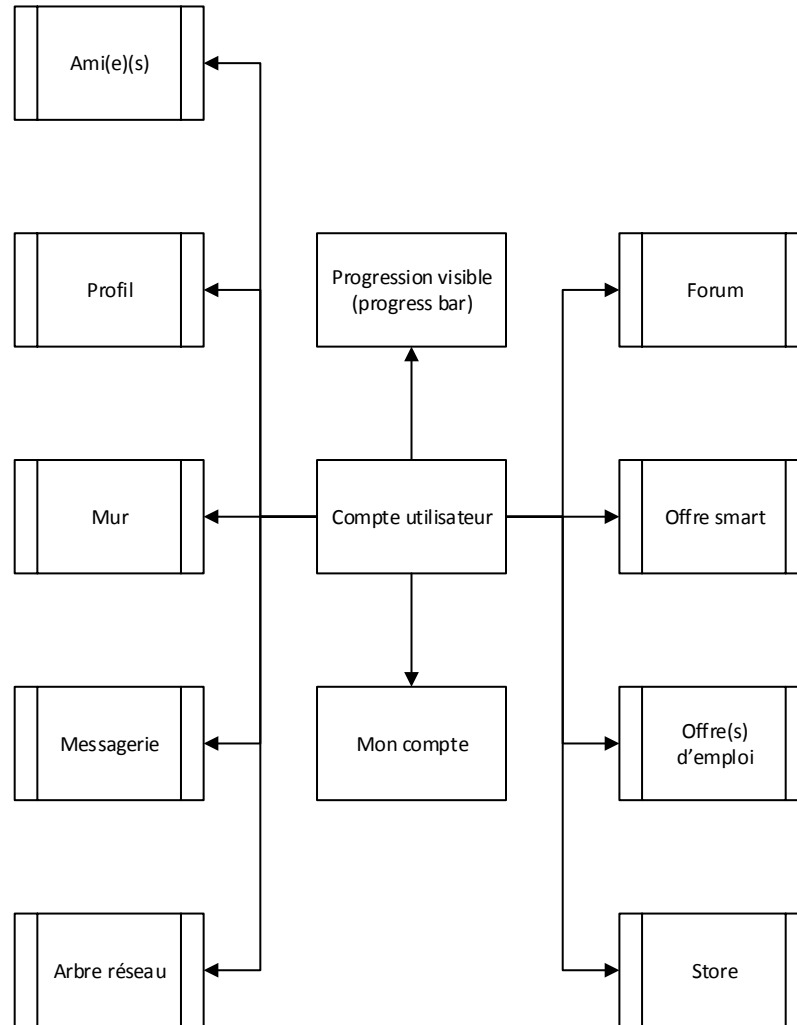 Ami(e)(s)
Profil
Progression visible
(progress bar)
Forum
Mur
Compte utilisateur
Offre smart
Messagerie
Mon compte
Offre(s)
d’emploi
Arbre réseau
Store